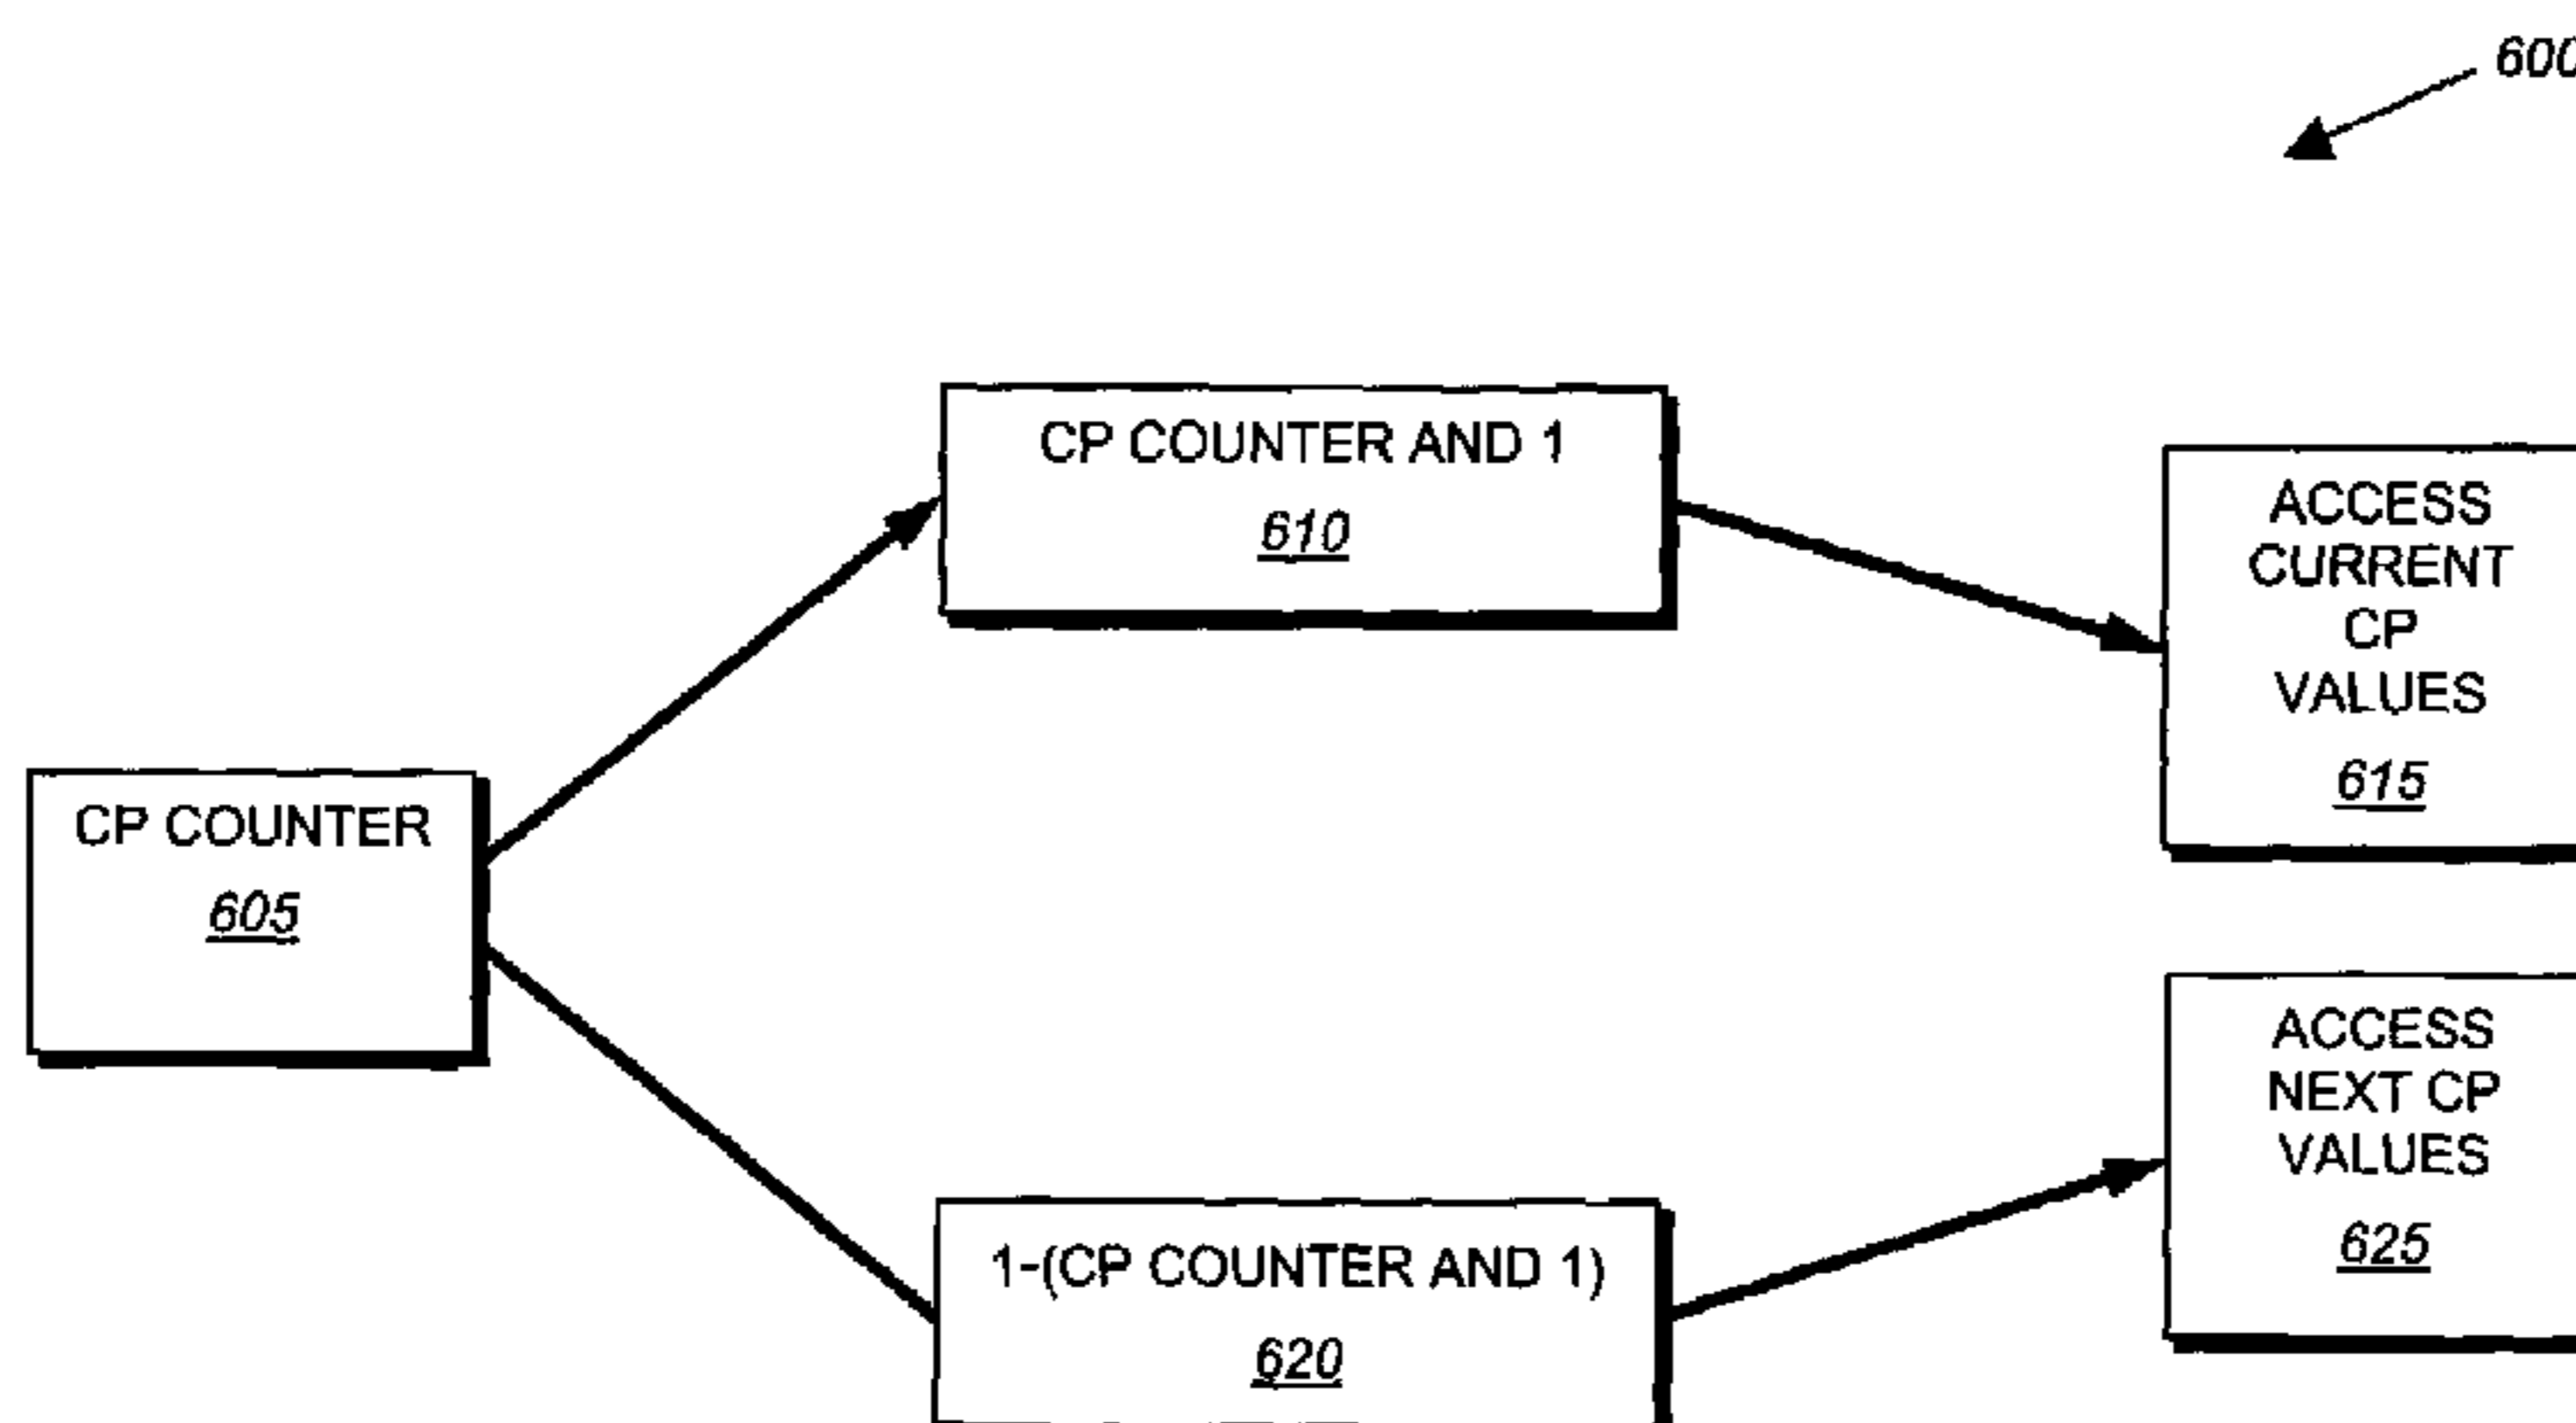 600
CP COUNTER AND 1
610
ACCESS
CURRENT
CP
VALUES
615
CP COUNTER
605
ACCESS
NEXT CP
VALUES
625
1-(CP COUNTER AND 1)
620